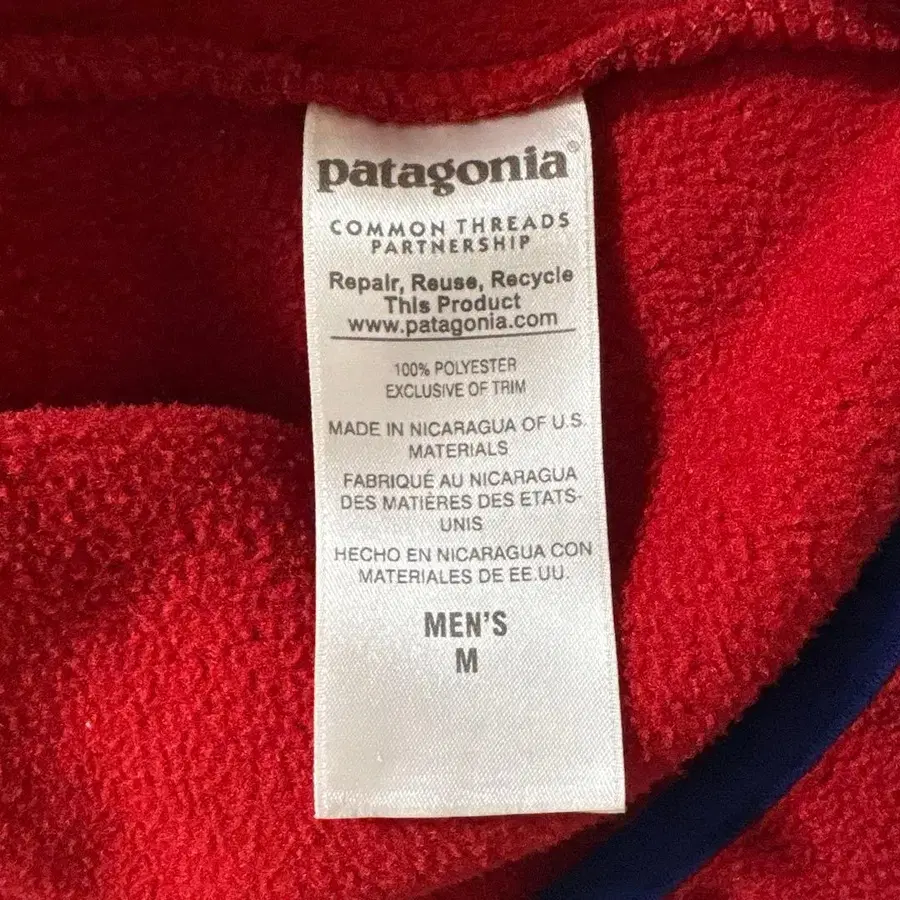 patagonia®
COMMON THREADS
PARTNERSHIP
Repair, Reuse, Recycle
This Product
www.patagonia.com
100% POLYESTER
EXCLUSIVE OF TRIM
MADE IN NICARAGUA OF U.S.
MATERIALS
FABRIQUÉ AU NICARAGUA
DES MATIÈRES DES ETATS-
UNIS
HECHO EN NICARAGUA CON
MATERIALES DE EE.UU.
MEN'S
M